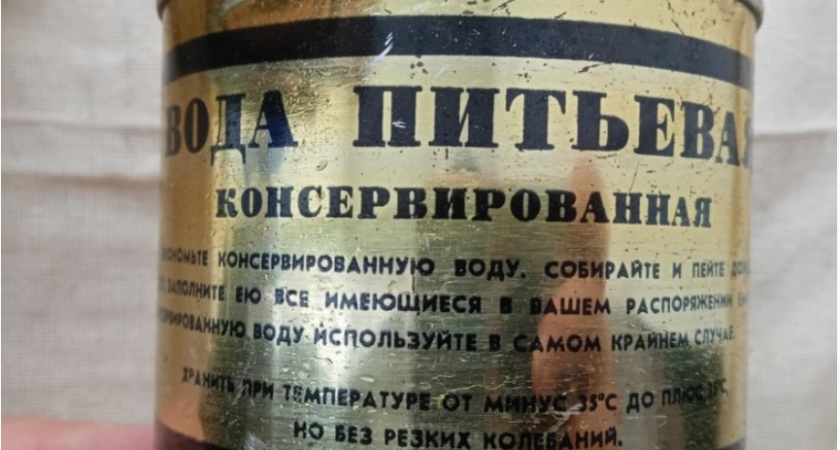 ВОДА ПИТЬЕВАЯ
КОНСЕРВИРОВАННАЯ
КОНСЕРВИРОВАННУЮ ВОДУ. СОБИРАЙТЕ И ПЕЙТЕ
ЗАПОЛНИТЕ ЕЮ ВСЕ ИМЕЮЩИЕСЯ В ВАШЕМ РАСПОРЯЖЕНИИ
ВОДУ ИСПОЛЬЗУЙТЕ В САМОМ КРАЙНЕМ СЛУЧАЕ.
ХРАНИТЬ ПРИ ТЕМПЕРАТУРЕ ОТ МИНУС 35°С ДО ПЛЮС
НО БЕЗ РЕЗКИХ КОЛЕБАНИЙ.